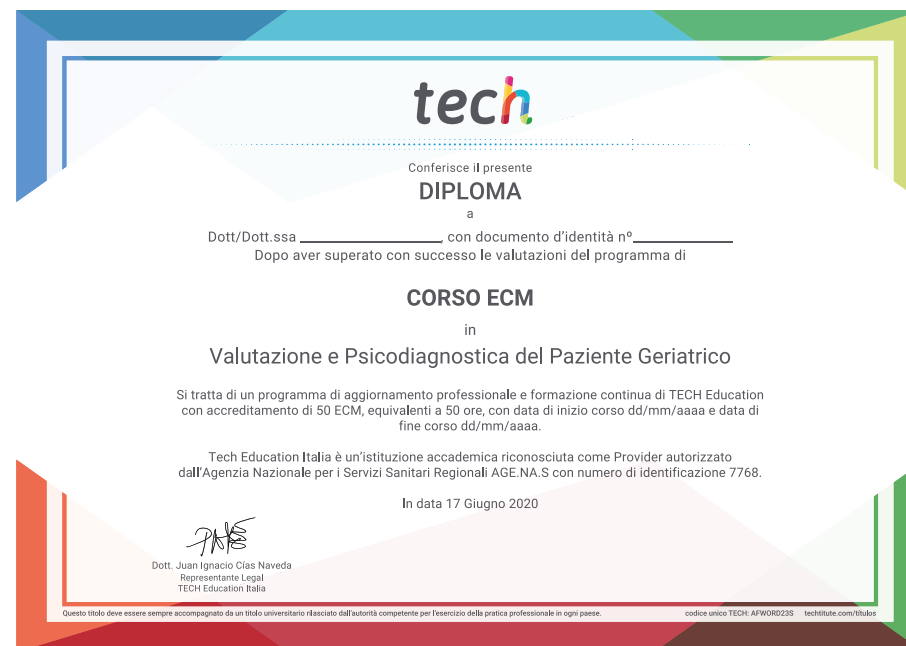 tech
Conferisce il presente
DIPLOMA
a
Dott/Dott.ssa ____________________, con documento d'identità nº______________
Dopo aver superato con successo le valutazioni del programma di
CORSO ECM
in
Valutazione e Psicodiagnostica del Paziente Geriatrico
Si tratta di un programma di aggiornamento professionale e formazione continua di TECH Education
con accreditamento di 50 ECM, equivalenti a 50 ore, con data di inizio corso dd/mm/aaaa e data di
fine corso dd/mm/aaaa.
Tech Education Italia è un'istituzione accademica riconosciuta come Provider autorizzato
dall'Agenzia Nazionale per i Servizi Sanitari Regionali AGE.NA.S con numero di identificazione 7768.
In data 17 Giugno 2020
Dott. Juan Ignacio Cías Naveda
Representante Legal
TECH Education Italia
Questo titolo deve essere sempre accompagnato da un titolo universitario rilasciato dall'autorità competente per l'esercizio della pratica professionale in ogni paese. codice unico TECH: AFWORD23S techtitute.com/títulos